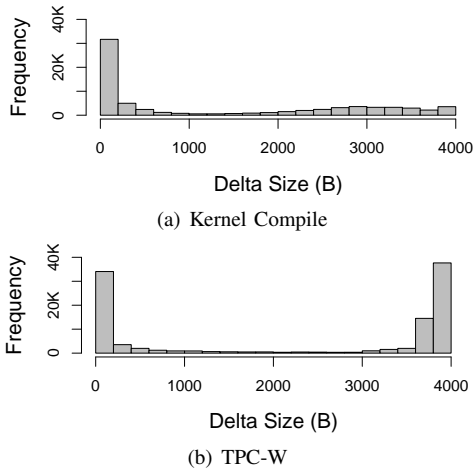 Frequency
40K
20K
0
0 1000 2000 3000 4000
Delta Size (B)
(a) Kernel Compile
Frequency
40K
20K
0
0 1000 2000 3000 4000
Delta Size (B)
(b) TPC-W